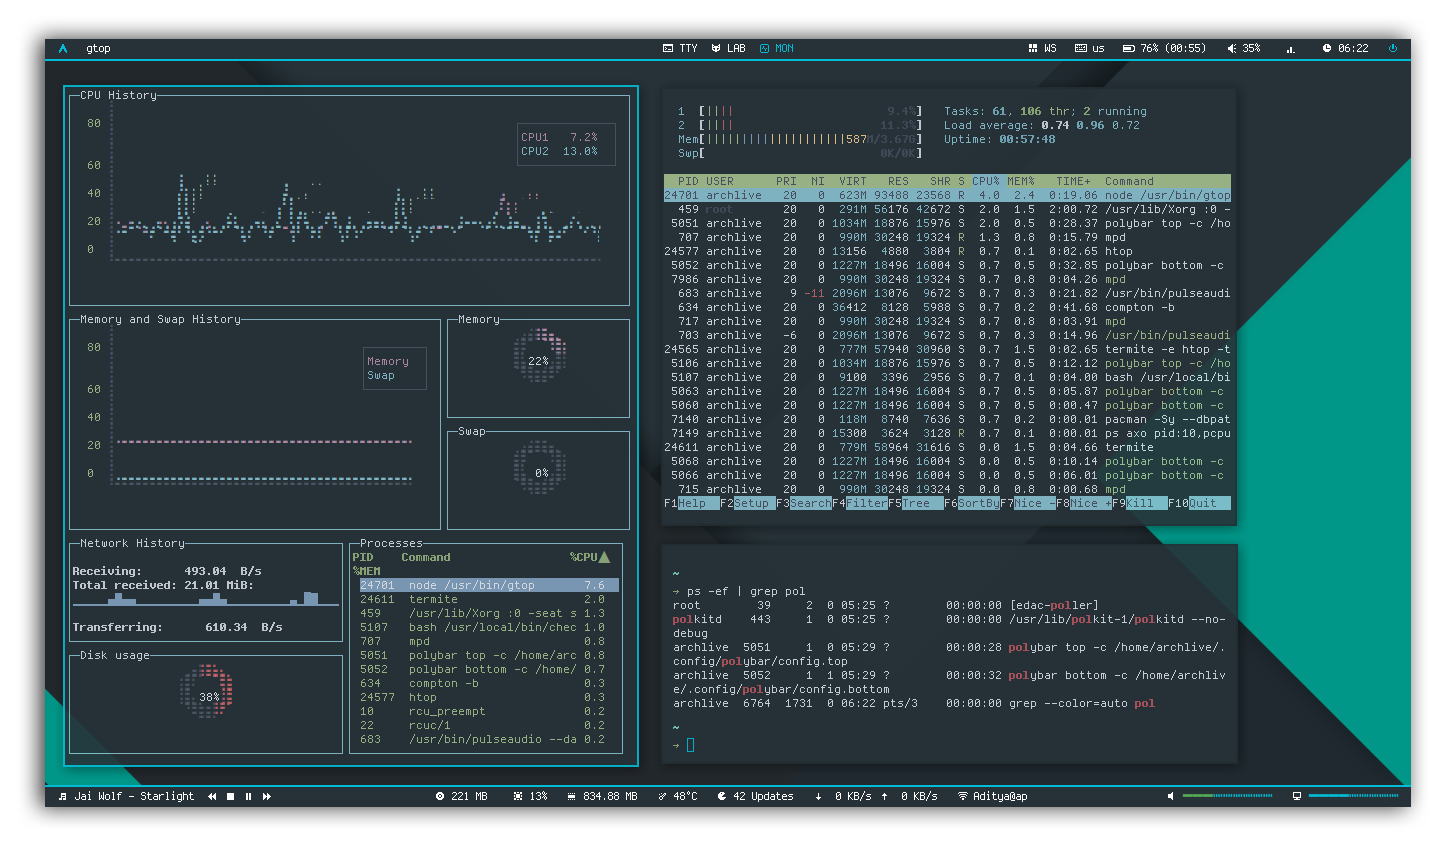 gtop
TTY LAB MON
WS us 76% (00:55) 35% 06:22
CPU History
80
60
40
20
0
CPU1 7.2%
CPU2 13.0%
Memory and Swap History
80
60
40
20
0
Memory
Swap
Memory
22%
Swap
0%
Network History
Receiving: 493.04 B/s
Total received: 21.01 MiB:
Transferring: 610.34 B/s
Disk usage
38%
Processes
PID Command %CPU▲
%MEM
24701 node /usr/bin/gtop 7.6
24611 termite 2.0
459 /usr/lib/Xorg :0 -seat s 1.3
5107 bash /usr/local/bin/chec 1.0
707 mpd 0.8
5051 polybar top -c /home/arc 0.8
5052 polybar bottom -c /home/ 0.7
634 compton -b 0.3
24577 htop 0.3
10 rcu_preempt 0.2
22 rcuc/1 0.2
683 /usr/bin/pulseaudio --da 0.2
1 [|||| 9.4%]
2 [|||| 11.3%]
Mem[||||||||||||||||||||587M/3.67G]
Swp[ 0K/0K]
Tasks: 61, 106 thr; 2 running
Load average: 0.74 0.96 0.72
Uptime: 00:57:48
PID USER PRI NI VIRT RES SHR S CPU% MEM% TIME+ Command
24701 archlive 20 0 623M 93488 23568 R 4.0 2.4 0:19.06 node /usr/bin/gtop
459 root 20 0 291M 56176 42672 S 2.0 1.5 2:00.72 /usr/lib/Xorg :0 -
5051 archlive 20 0 1034M 18876 15976 S 2.0 0.5 0:28.37 polybar top -c /ho
707 archlive 20 0 990M 30248 19324 R 1.3 0.8 0:15.79 mpd
24577 archlive 20 0 13156 4880 3804 R 0.7 0.1 0:02.65 htop
5052 archlive 20 0 1227M 18496 16004 S 0.7 0.5 0:32.85 polybar bottom -c
7986 archlive 20 0 990M 30248 19324 S 0.7 0.8 0:04.26 mpd
683 archlive 9 -11 2096M 13076 9672 S 0.7 0.3 0:21.82 /usr/bin/pulseaudi
634 archlive 20 0 36412 8128 5988 S 0.7 0.2 0:41.68 compton -b
717 archlive 20 0 990M 30248 19324 S 0.7 0.8 0:03.91 mpd
703 archlive -6 0 2096M 13076 9672 S 0.7 0.3 0:14.96 /usr/bin/pulseaudi
24565 archlive 20 0 777M 57940 30960 S 0.7 1.5 0:02.65 termite -e htop -t
5106 archlive 20 0 1034M 18876 15976 S 0.7 0.5 0:12.12 polybar top -c /ho
5107 archlive 20 0 9100 3396 2956 S 0.7 0.1 0:04.00 bash /usr/local/bi
5063 archlive 20 0 1227M 18496 16004 S 0.7 0.5 0:05.87 polybar bottom -c
5060 archlive 20 0 1227M 18496 16004 S 0.7 0.5 0:00.47 polybar bottom -c
7140 archlive 20 0 118M 8740 7636 S 0.7 0.2 0:00.01 pacman -Sy --dbpat
7149 archlive 20 0 15300 3624 3128 R 0.7 0.1 0:00.01 ps axo pid:10,pcpu
24611 archlive 20 0 779M 58964 31616 S 0.0 1.5 0:04.66 termite
5068 archlive 20 0 1227M 18496 16004 S 0.0 0.5 0:10.14 polybar bottom -c
5066 archlive 20 0 1227M 18496 16004 S 0.0 0.5 0:06.01 polybar bottom -c
715 archlive 20 0 990M 30248 19324 S 0.0 0.8 0:00.68 mpd
F1Help F2Setup F3SearchF4FilterF5Tree F6SortByF7Nice -F8Nice +F9Kill F10Quit
~
→ ps -ef | grep pol
root 39 2 0 05:25 ? 00:00:00 [edac-poller]
polkitd 443 1 0 05:25 ? 00:00:00 /usr/lib/polkit-1/polkitd --no-
debug
archlive 5051 1 0 05:29 ? 00:00:28 polybar top -c /home/archlive/.
config/polybar/config.top
archlive 5052 1 1 05:29 ? 00:00:32 polybar bottom -c /home/archliv
e/.config/polybar/config.bottom
archlive 6764 1731 0 06:22 pts/3 00:00:00 grep --color=auto pol
~
→
Jai Wolf - Starlight
221 MB 13% 834.88 MB 48°C 42 Updates ↓ 0 KB/s ↑ 0 KB/s Aditya@ap